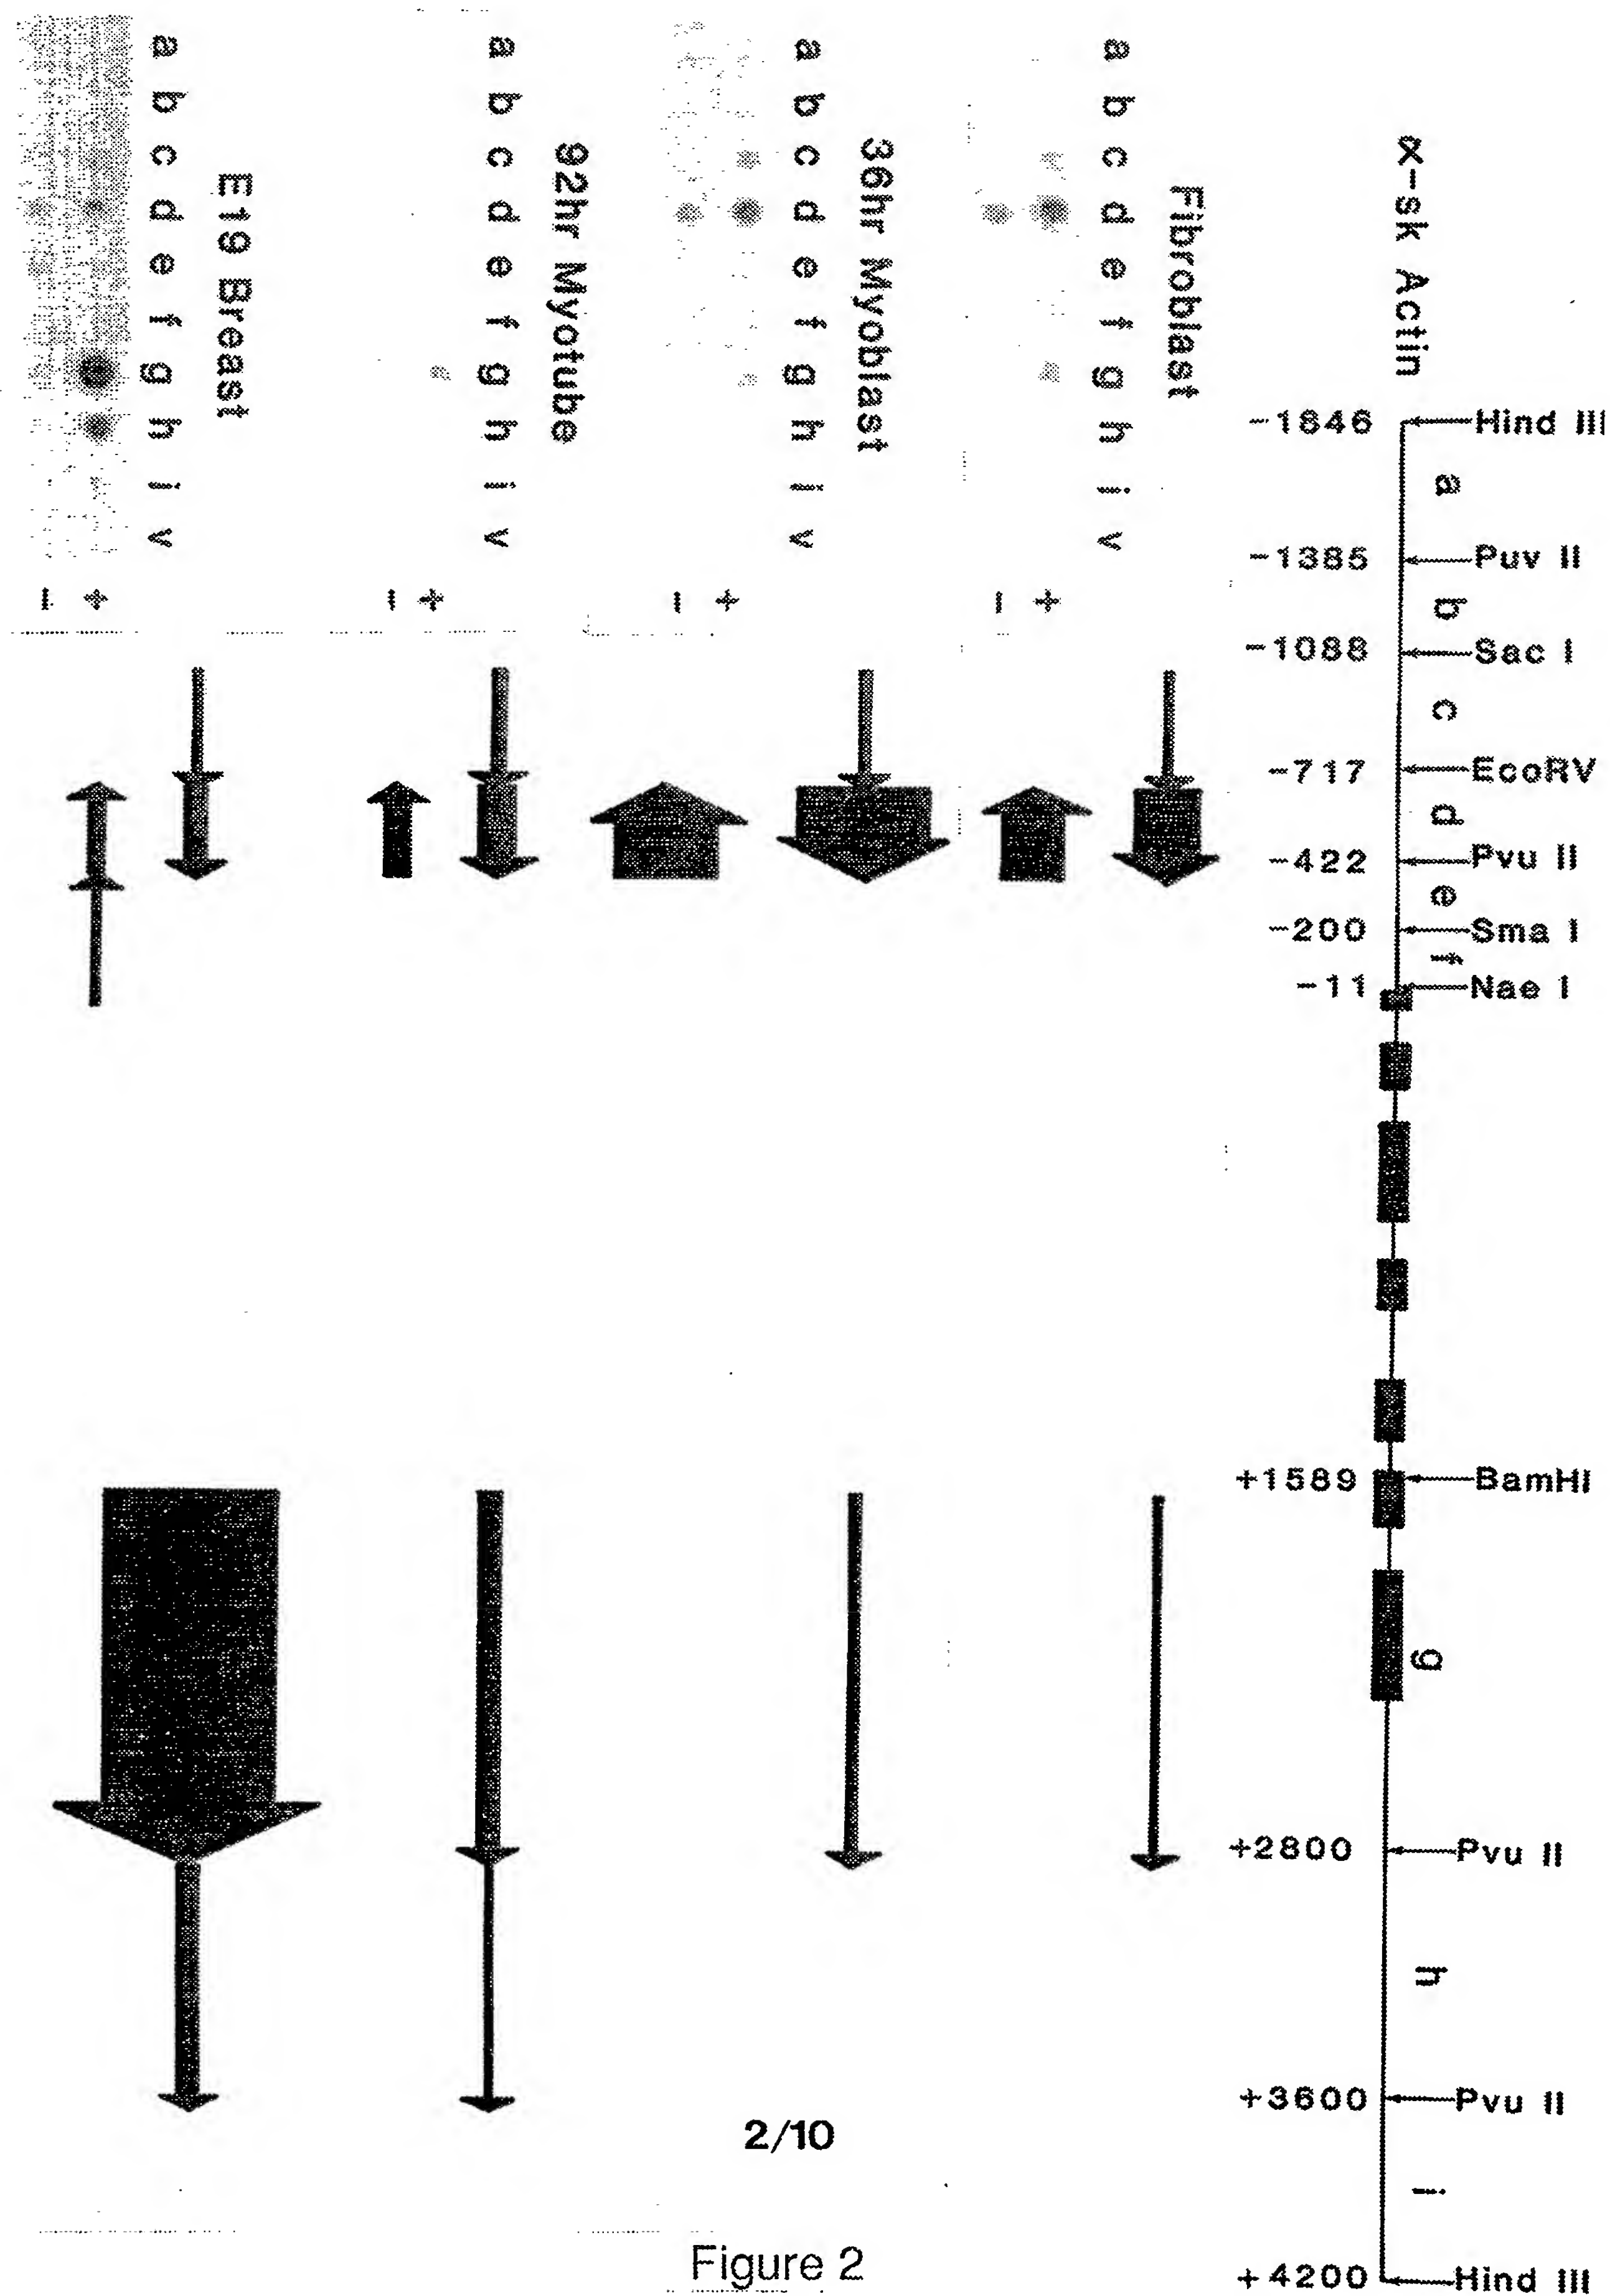 α-sk Actin
-1846 Hind III
a
-1385 Puv II
b
-1088 Sac I
c
-717 EcoRV
d
-422 Pvu II
e
-200 Sma I
f
-11 Nae I
+1589 BamHI
g
+2800 Pvu II
h
+3600 Pvu II
i
+4200 Hind III
Fibroblast
a b c d e f g h i v
+
-
36hr Myoblast
a b c d e f g h i v
+
-
92hr Myotube
a b c d e f g h i v
+
-
E19 Breast
a b c d e f g h i v
+
-
2/10
Figure 2